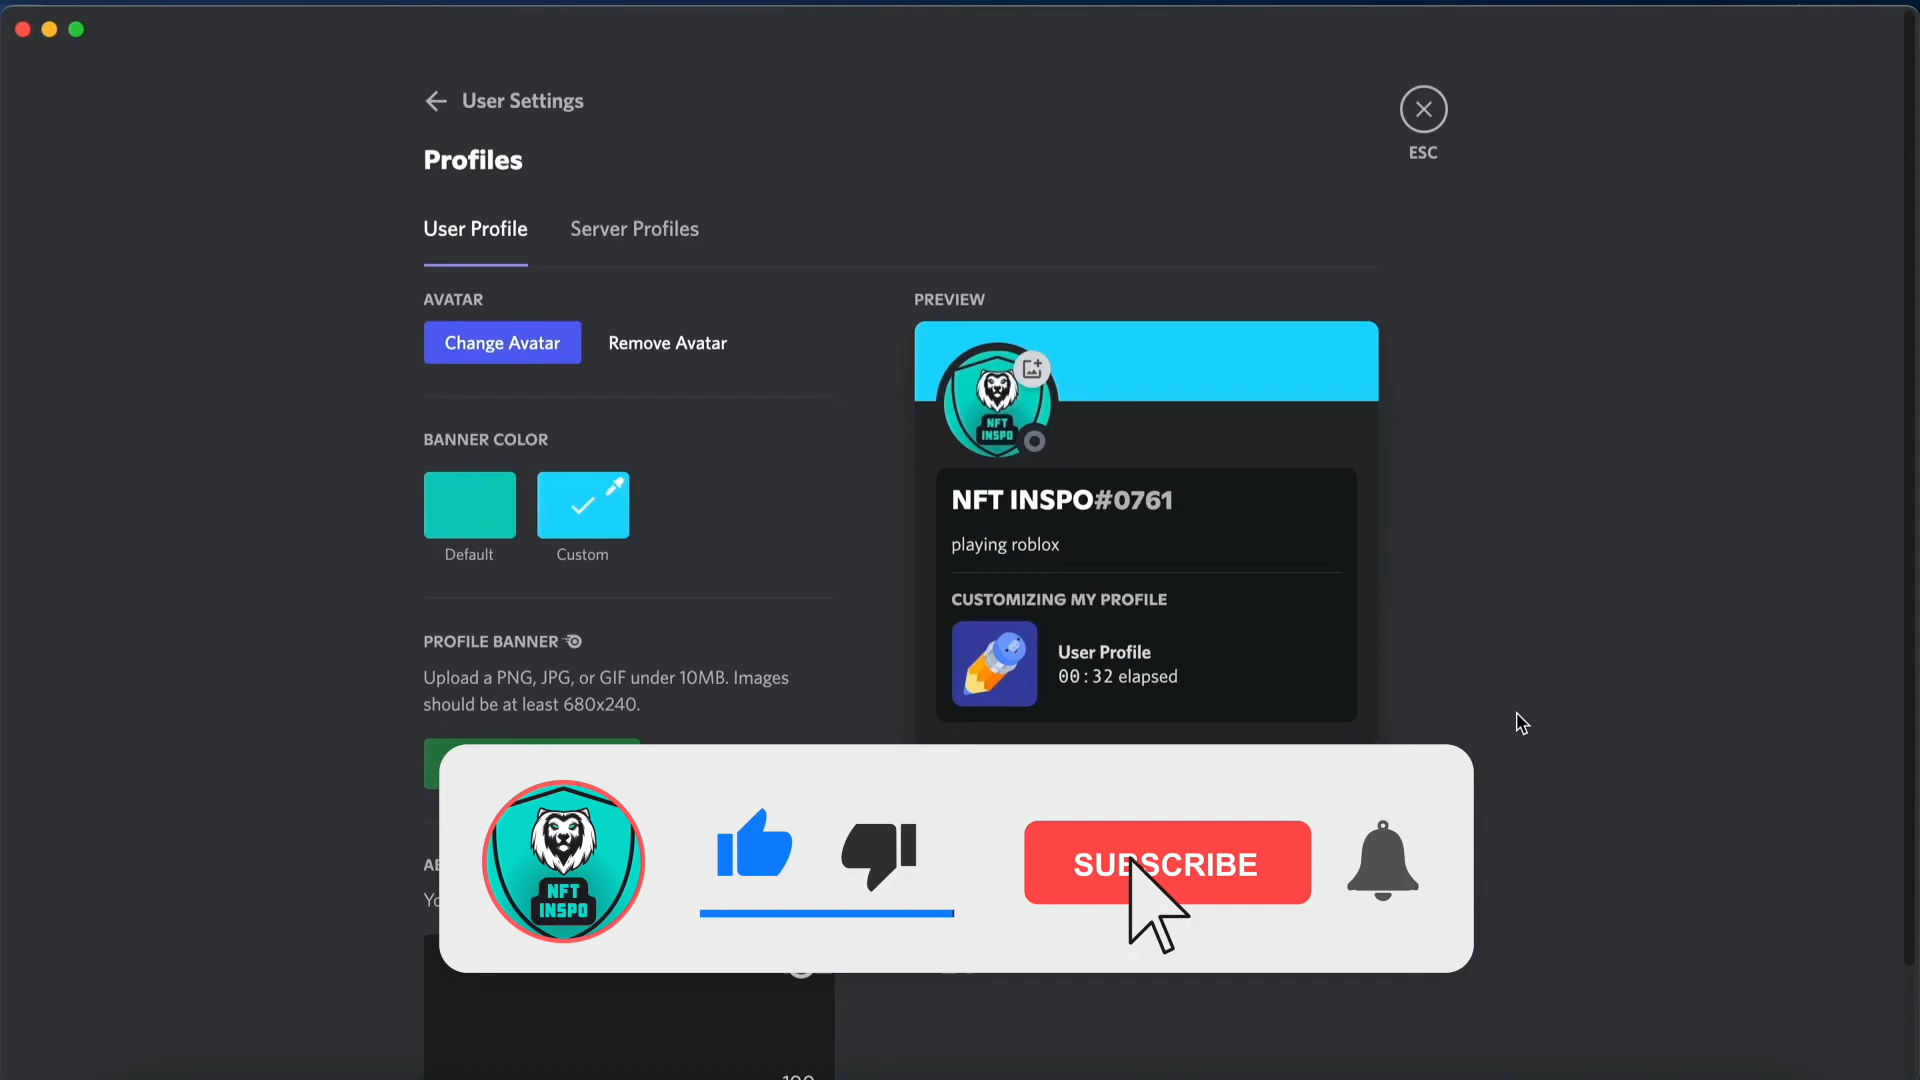 User Settings
ESC
Profiles
User Profile
Server Profiles
AVATAR
Change Avatar
Remove Avatar
BANNER COLOR
Default
Custom
PROFILE BANNER
Upload a PNG, JPG, or GIF under 10MB. Images
should be at least 680x240.
PREVIEW
NFT
INSPO
NFT INSPO#0761
playing roblox
CUSTOMIZING MY PROFILE
User Profile
00:32 elapsed
NFT
INSPO
SUBSCRIBE